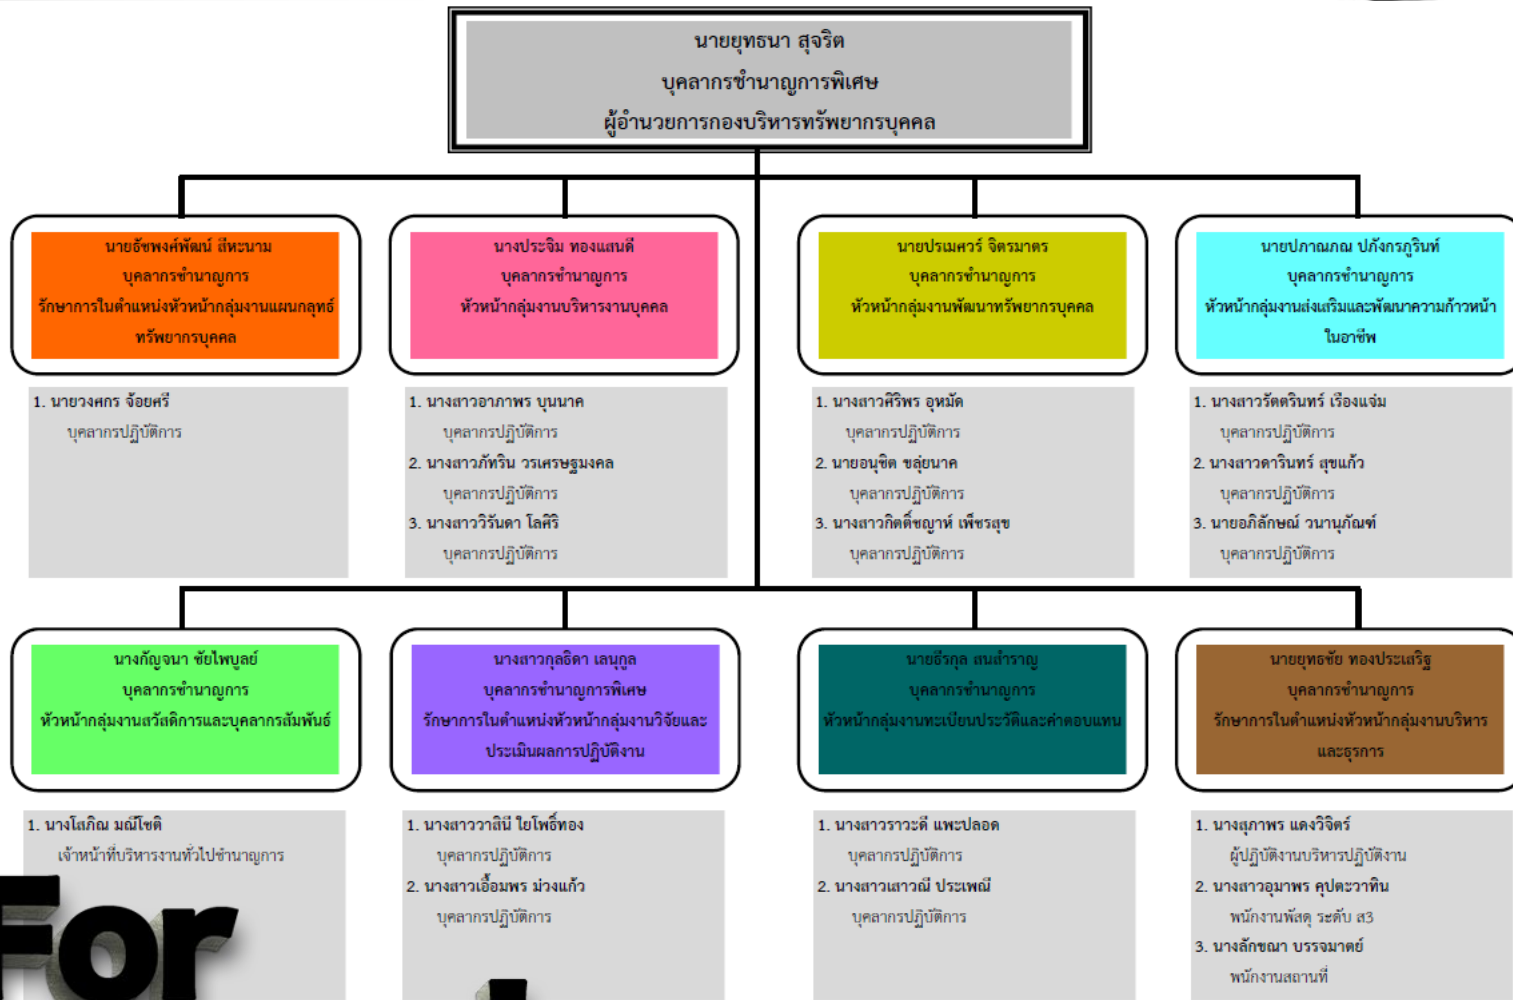 นายยุทธนา สุจริต
บุคลากรชำนาญการพิเศษ
ผู้อำนวยการกองบริหารทรัพยากรบุคคล
นายธัชพงศ์พัฒน์ สีหะนาม
บุคลากรชำนาญการ
รักษาการในตำแหน่งหัวหน้ากลุ่มงานแผนกลุทธ์
ทรัพยากรบุคคล
1. นายวงศกร จ้อยศรี
บุคลากรปฏิบัติการ
นางประจิม ทองแสนดี
บุคลากรชำนาญการ
หัวหน้ากลุ่มงานบริหารงานบุคคล
1. นางสาวอาภาพร บุนนาค
บุคลากรปฏิบัติการ
2. นางสาวภัทริน วรเศรษฐมงคล
บุคลากรปฏิบัติการ
3. นางสาววิรันดา โลศิริ
บุคลากรปฏิบัติการ
นายปรเมศวร์ จิตรมาตร
บุคลากรชำนาญการ
หัวหน้ากลุ่มงานพัฒนาทรัพยากรบุคคล
1. นางสาวศิริพร อุหมัด
บุคลากรปฏิบัติการ
2. นายอนุชิต ขลุ่ยนาค
บุคลากรปฏิบัติการ
3. นางสาวกิตติ์ชญาห์ เพ็ชรสุข
บุคลากรปฏิบัติการ
นายปภาณภณ ปภังกรภูรินท์
บุคลากรชำนาญการ
หัวหน้ากลุ่มงานส่งเสริมและพัฒนาความก้าวหน้า
ในอาชีพ
1. นางสาวรัตตรินทร์ เรืองแจ่ม
บุคลากรปฏิบัติการ
2. นางสาวดารินทร์ สุขแก้ว
บุคลากรปฏิบัติการ
3. นายอภิลักษณ์ วนานุภัณฑ์
บุคลากรปฏิบัติการ
นางกัญจนา ชัยไพบูลย์
บุคลากรชำนาญการ
หัวหน้ากลุ่มงานสวัสดิการและบุคลากรสัมพันธ์
1. นางโสภิณ มณีโชติ
เจ้าหน้าที่บริหารงานทั่วไปชำนาญการ
นางสาวกุลธิดา เลนุกูล
บุคลากรชำนาญการพิเศษ
รักษาการในตำแหน่งหัวหน้ากลุ่มงานวิจัยและ
ประเมินผลการปฏิบัติงาน
1. นางสาววาสินี ใยโพธิ์ทอง
บุคลากรปฏิบัติการ
2. นางสาวเอื้อมพร ม่วงแก้ว
บุคลากรปฏิบัติการ
นายธีรกุล สนสำราญ
บุคลากรชำนาญการ
หัวหน้ากลุ่มงานทะเบียนประวัติและค่าตอบแทน
1. นางสาวราวะดี แพะปลอด
บุคลากรปฏิบัติการ
2. นางสาวเสาวณี ประเพณี
บุคลากรปฏิบัติการ
นายยุทธชัย ทองประเสริฐ
บุคลากรชำนาญการ
รักษาการในตำแหน่งหัวหน้ากลุ่มงานบริหาร
และธุรการ
1. นางสุภาพร แดงวิจิตร์
ผู้ปฏิบัติงานบริหารปฏิบัติงาน
2. นางสาวอุมาพร คุปตะวาทิน
พนักงานพัสดุ ระดับ ส3
3. นางลักขณา บรรจมาตย์
พนักงานสถานที่
For